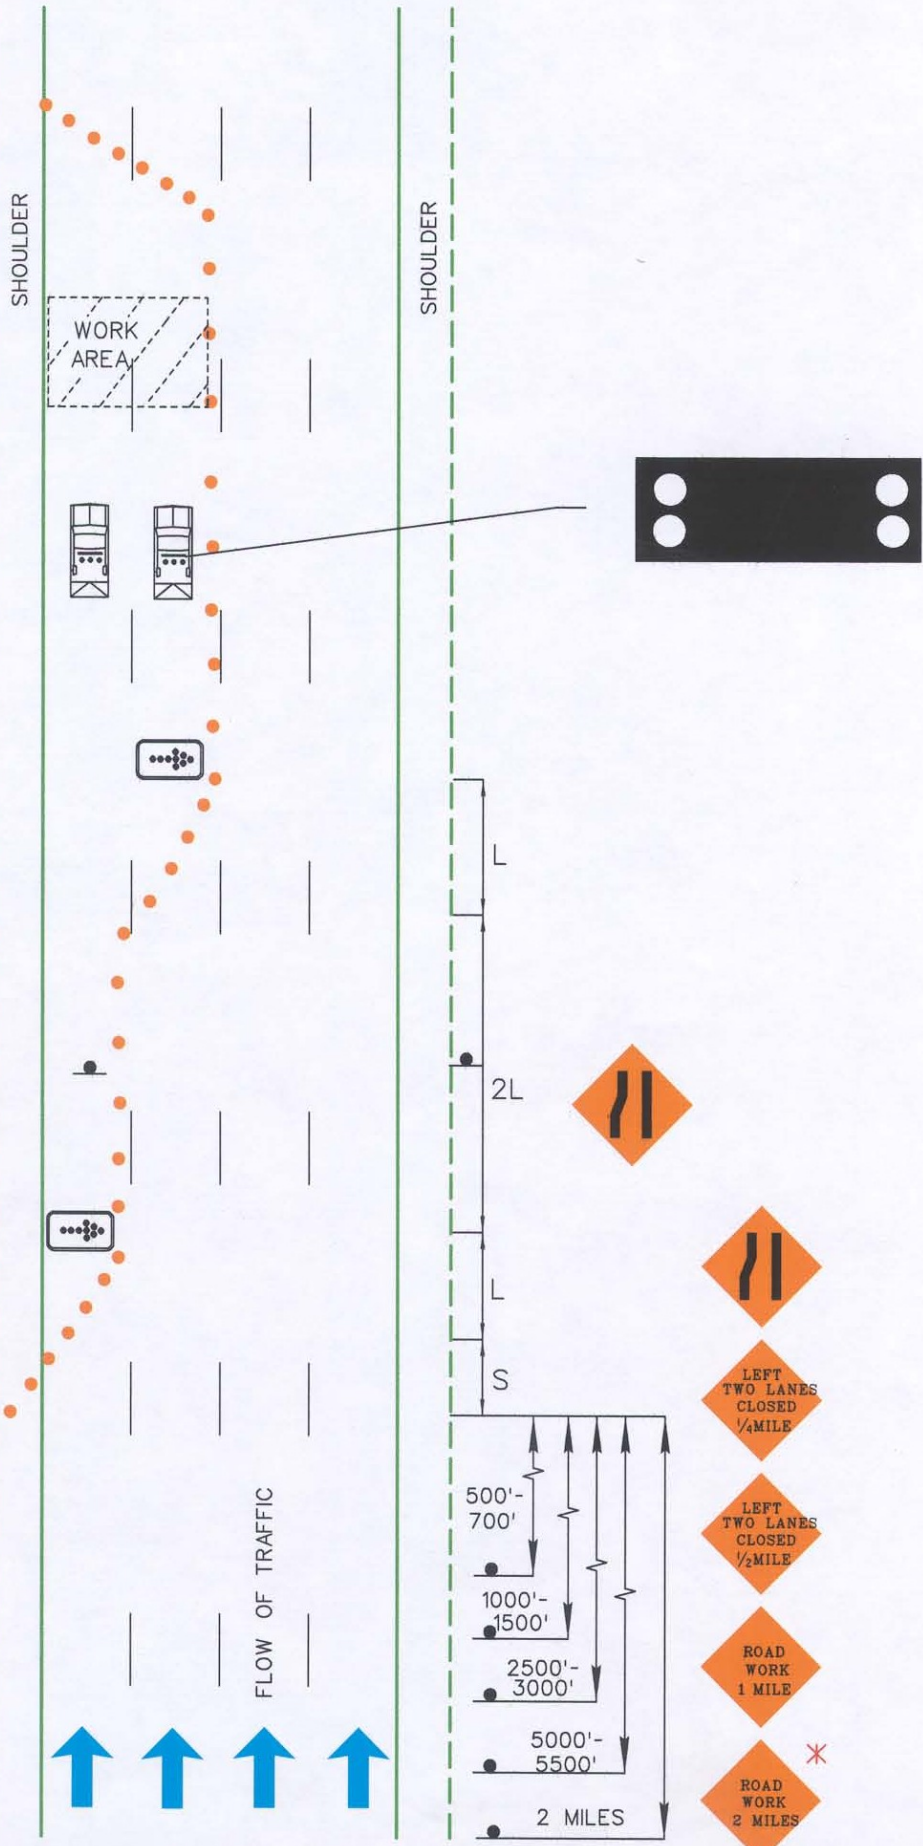 SHOULDER
SHOULDER
WORK
AREA
L
2L
L
S
LEFT
TWO LANES
CLOSED
1/4MILE
FLOW OF TRAFFIC
500'-
700'
LEFT
TWO LANES
CLOSED
1/2MILE
1000'-
1500'
2500'-
3000'
ROAD
WORK
1 MILE
5000'-
5500'
2 MILES
ROAD
WORK
2 MILES
*